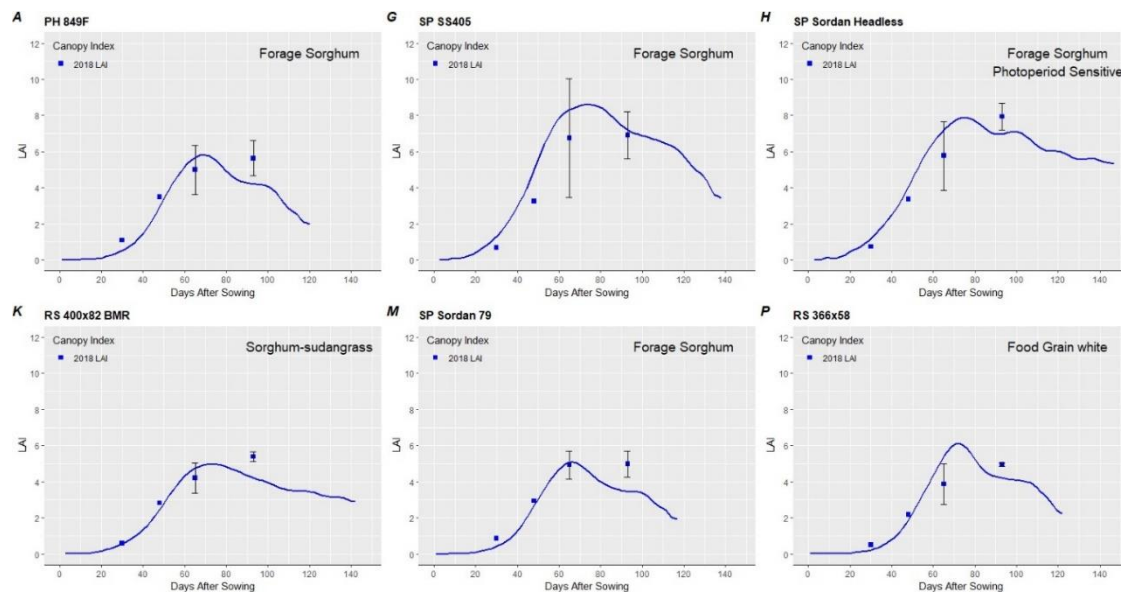 A PH 849F
Canopy Index
2018 LAI
Forage Sorghum
LAI
12
10
8
6
4
2
0
0 20 40 60 80 100 120 140
Days After Sowing
G SP SS405
Canopy Index
2018 LAI
Forage Sorghum
LAI
12
10
8
6
4
2
0
0 20 40 60 80 100 120 140
Days After Sowing
H SP Sordan Headless
Canopy Index
2018 LAI
Forage Sorghum
Photoperiod Sensitive
LAI
12
10
8
6
4
2
0
0 20 40 60 80 100 120 140
Days After Sowing
K RS 400x82 BMR
Canopy Index
2018 LAI
Sorghum-sudangrass
LAI
12
10
8
6
4
2
0
0 20 40 60 80 100 120 140
Days After Sowing
M SP Sordan 79
Canopy Index
2018 LAI
Forage Sorghum
LAI
12
10
8
6
4
2
0
0 20 40 60 80 100 120 140
Days After Sowing
P RS 366x58
Canopy Index
2018 LAI
Food Grain white
LAI
12
10
8
6
4
2
0
0 20 40 60 80 100 120 140
Days After Sowing